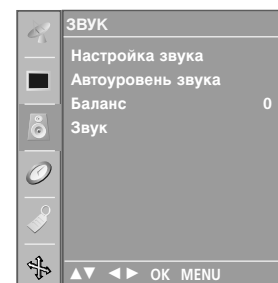 ЗВУК
Настройка звука
Автоуровень звука
Баланс 0
Звук
▲▼ ◄► OK MENU